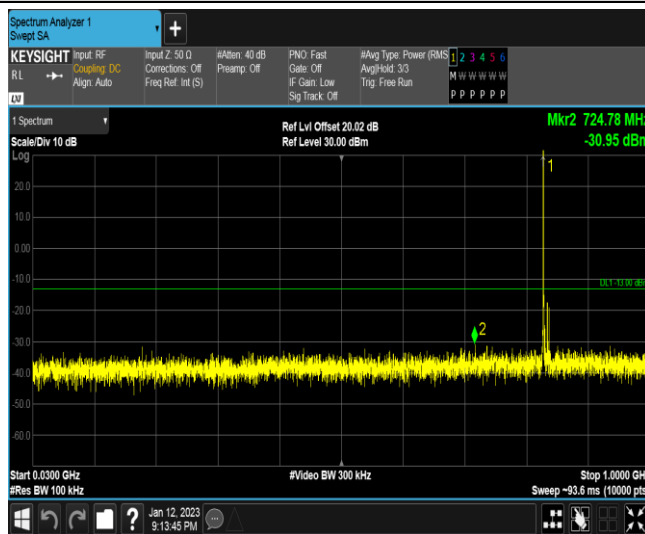 Spectrum Analyzer 1
Swept SA
+
KEYSIGHT
RL
LXI
Input: RF
Coupling: DC
Align: Auto
Input Z: 50 Ω
Corrections: Off
Freq Ref: Int (S)
#Atten: 40 dB
Preamp: Off
PNO: Fast
Gate: Off
IF Gain: Low
Sig Track: Off
#Avg Type: Power (RMS
Avg|Hold: 3/3
Trig: Free Run
1 2 3 4 5 6
M W W W W W
P P P P P P
1 Spectrum
Scale/Div 10 dB
Log
Ref Lvl Offset 20.02 dB
Ref Level 30.00 dBm
Mkr2 724.78 MHz
-30.95 dBm
1
20.0
10.0
0.00
-10.0
DL1 -13.00 dBm
-20.0
-30.0
2
-40.0
-50.0
-60.0
Start 0.0300 GHz
#Res BW 100 kHz
#Video BW 300 kHz
Stop 1.0000 GH
Sweep ~93.6 ms (10000 pts
?
Jan 12, 2023
9:13:45 PM